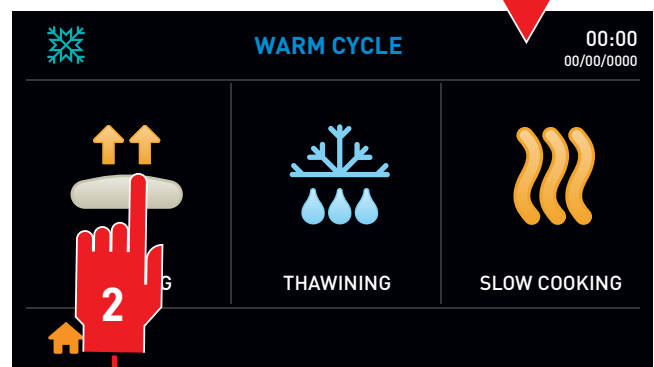 WARM CYCLE
00:00
00/00/0000
THAWINING
SLOW COOKING
2